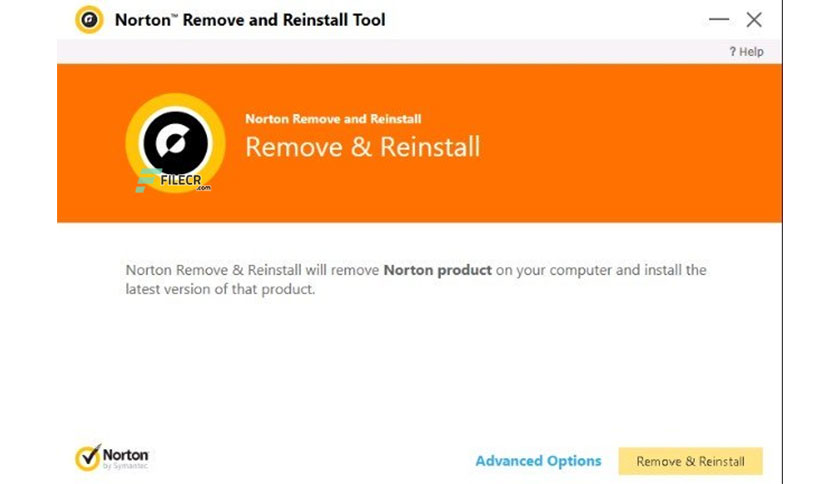 Norton™ Remove and Reinstall Tool
? Help
Norton Remove and Reinstall
Remove & Reinstall
FILECR
.com
Norton Remove & Reinstall will remove Norton product on your computer and install the
latest version of that product.
Norton
by Symantec
Advanced Options
Remove & Reinstall